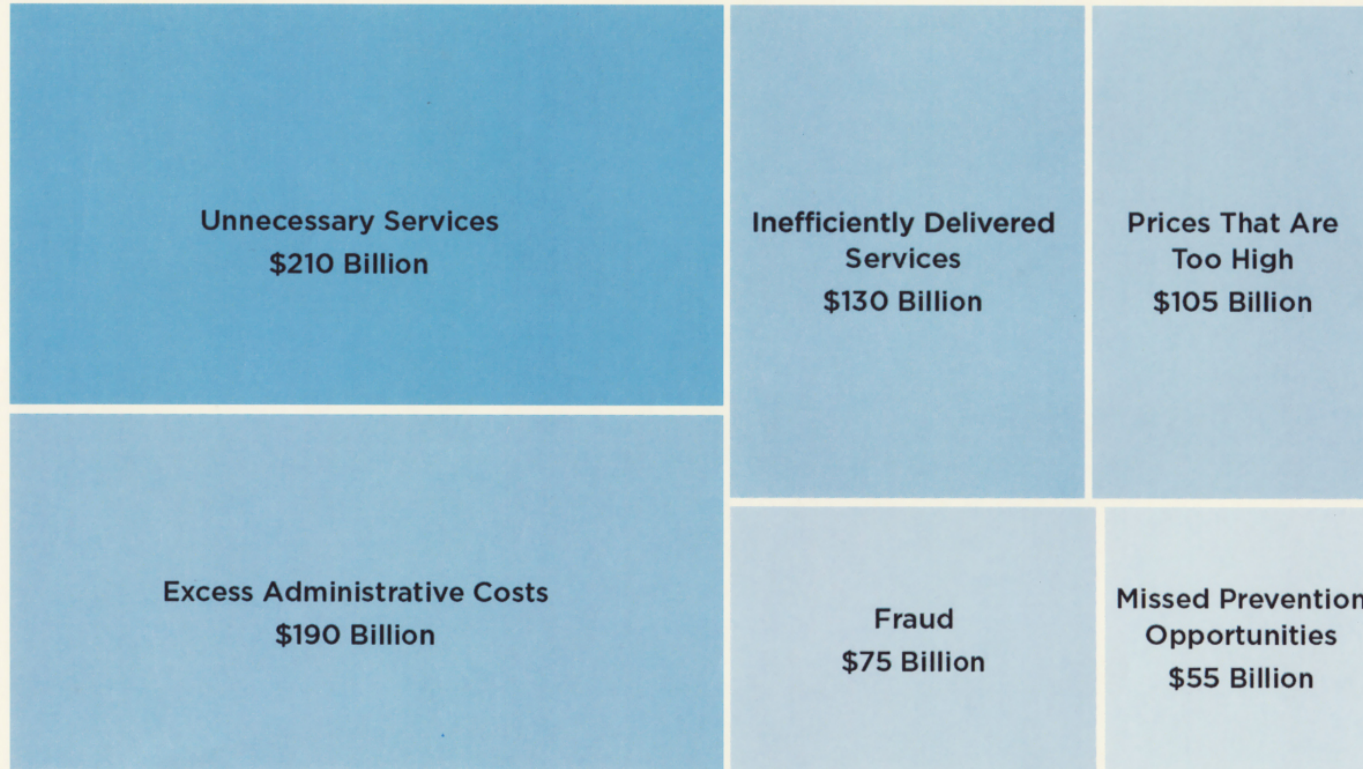 Unnecessary Services
$210 Billion
Inefficiently Delivered
Services
$130 Billion
Prices That Are
Too High
$105 Billion
Excess Administrative Costs
$190 Billion
Fraud
$75 Billion
Missed Prevention
Opportunities
$55 Billion